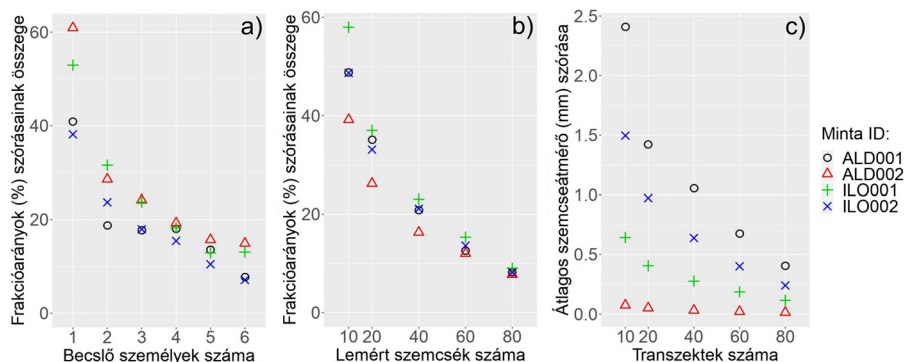 a)
Frakcióarányok (%) szórásainak összege
60
40
20
0
1 2 3 4 5 6
Becslő személyek száma
b)
Frakcióarányok (%) szórásainak összege
60
40
20
0
10 20 40 60 80
Lemért szemcsék száma
c)
Átlagos szemcseátmérő (mm) szórása
2.5
2.0
1.5
1.0
0.5
0.0
10 20 40 60 80
Transzektek száma
Minta ID:
ALD001
ALD002
ILO001
ILO002